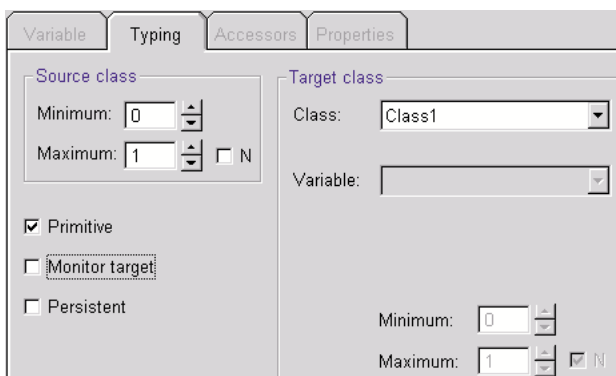 Variable Typing Accessors Properties
Source class
Minimum: 0
Maximum: 1 N
Primitive
Monitor target
Persistent
Target class
Class: Class1
Variable:
Minimum: 0
Maximum: 1 N